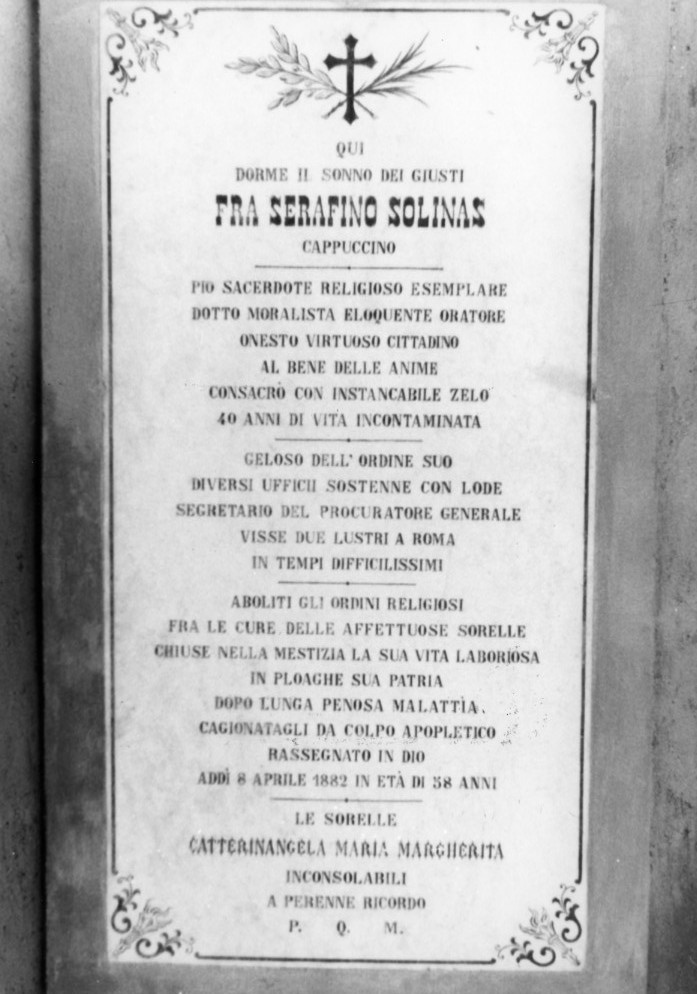 QUI
DORME IL SONNO DEI GIUSTI
FRA SERAFINO SOLINAS
CAPPUCCINO
PIO SACERDOTE RELIGIOSO ESEMPLARE
DOTTO MORALISTA ELOQUENTE ORATORE
ONESTO VIRTUOSO CITTADINO
AL BENE DELLE ANIME
CONSACRÒ CON INSTANCABILE ZELO
40 ANNI DI VITA INCONTAMINATA
GELOSO DELL'ORDINE SUO
DIVERSI UFFICII SOSTENNE CON LODE
SEGRETARIO DEL PROCURATORE GENERALE
VISSE DUE LUSTRI A ROMA
IN TEMPI DIFFICILISSIMI
ABOLITI GLI ORDINI RELIGIOSI
FRA LE CURE DELLE AFFETTUOSE SORELLE
CHIUSE NELLA MESTIZIA LA SUA VITA LABORIOSA
IN PLOAGHE SUA PATRIA
DOPO LUNGA PENOSA MALATTÌA
CAGIONATAGLI DA COLPO APOPLETICO
RASSEGNATO IN DIO
ADDÌ 8 APRILE 1882 IN ETÀ DI 58 ANNI
LE SORELLE
CATTERINANGELA MARIA MARGHERITA
INCONSOLABILI
A PERENNE RICORDO
P. Q. M.